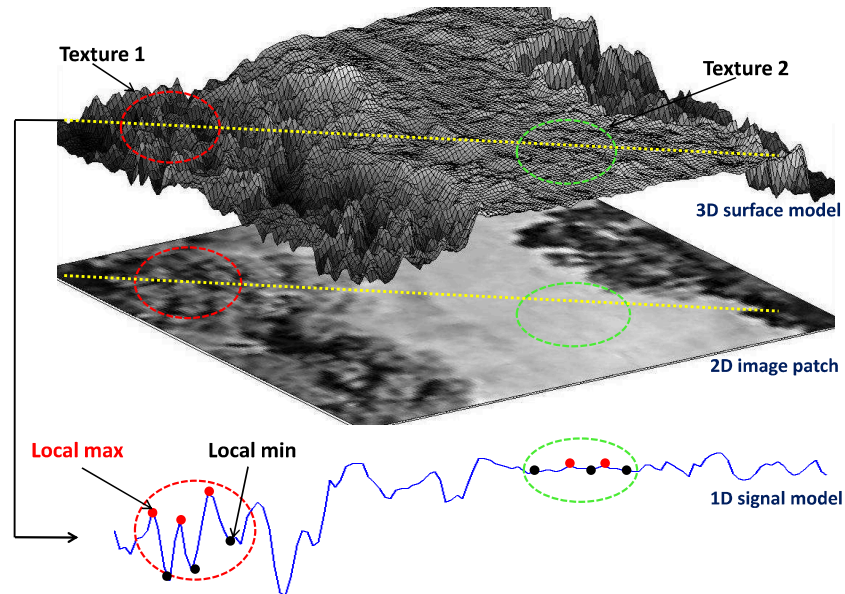 Texture 1
Texture 2
3D surface model
2D image patch
Local max
Local min
1D signal model